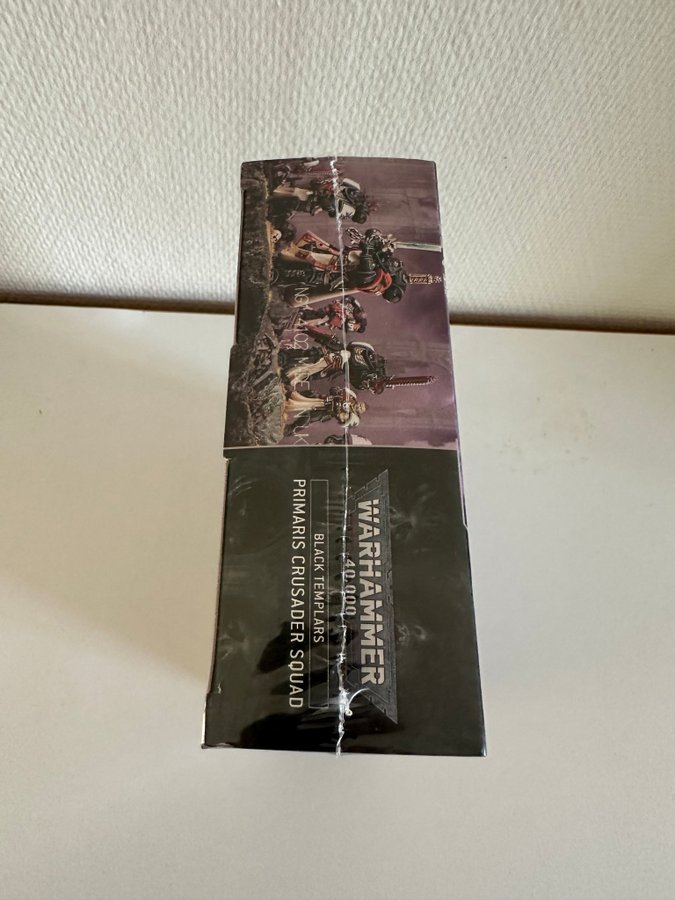 WARHAMMER
40,000
BLACK TEMPLARS
PRIMARIS CRUSADER SQUAD